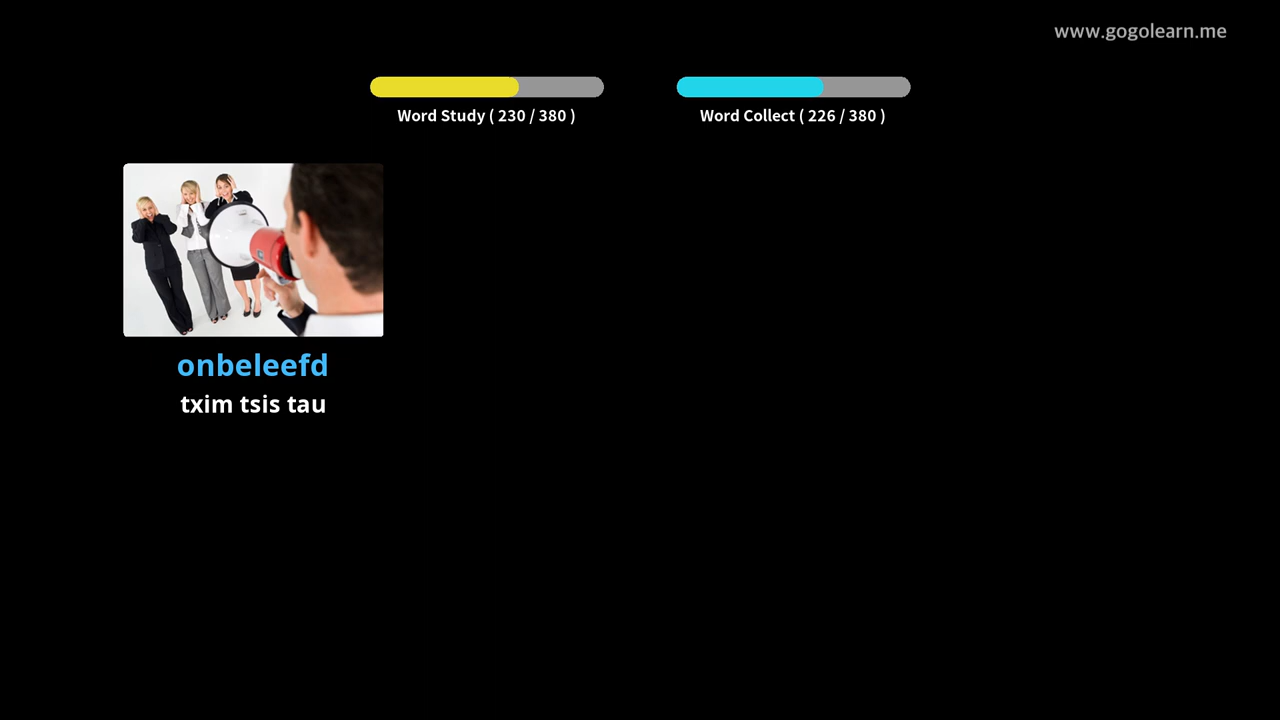 www.gogolearn.me
Word Study ( 230 / 380 )
Word Collect ( 226 / 380 )
onbeleefd
txim tsis tau